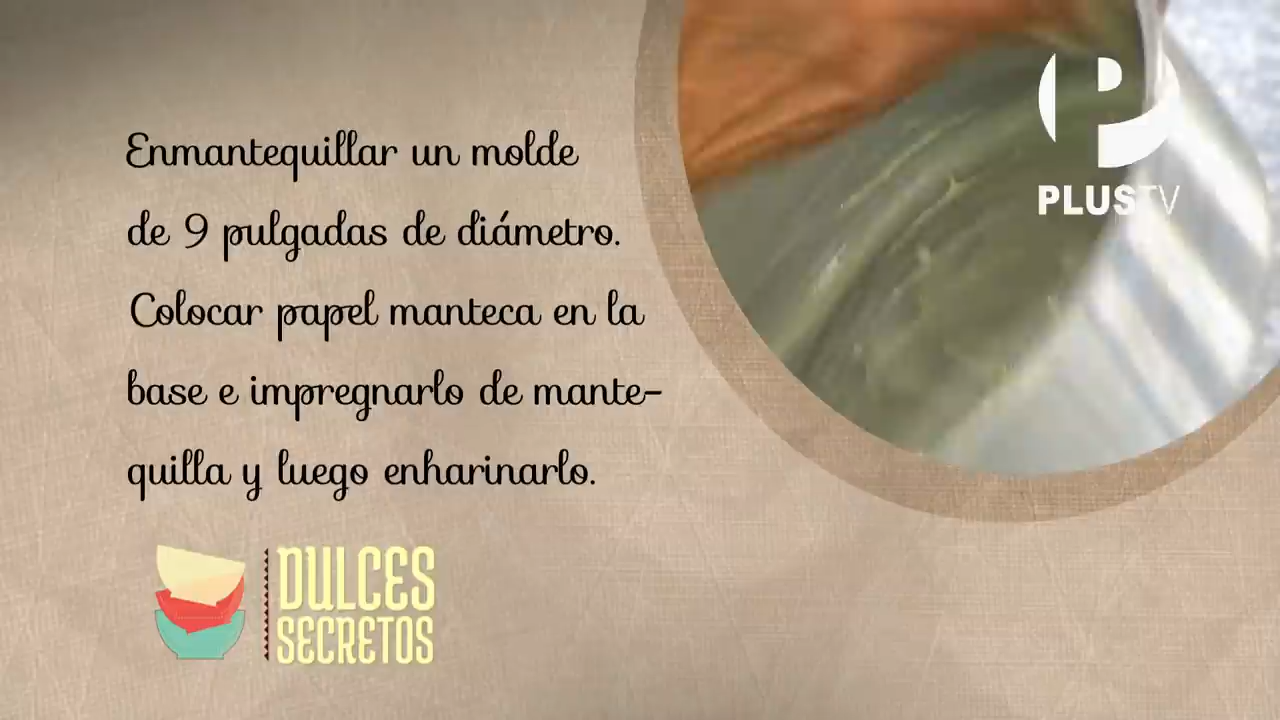 Enmantequillar un molde
de 9 pulgadas de diámetro.
Colocar papel manteca en la
base e impregnarlo de mante-
quilla y luego enharinarlo.
P
PLUSTV
DULCES
SECRETOS